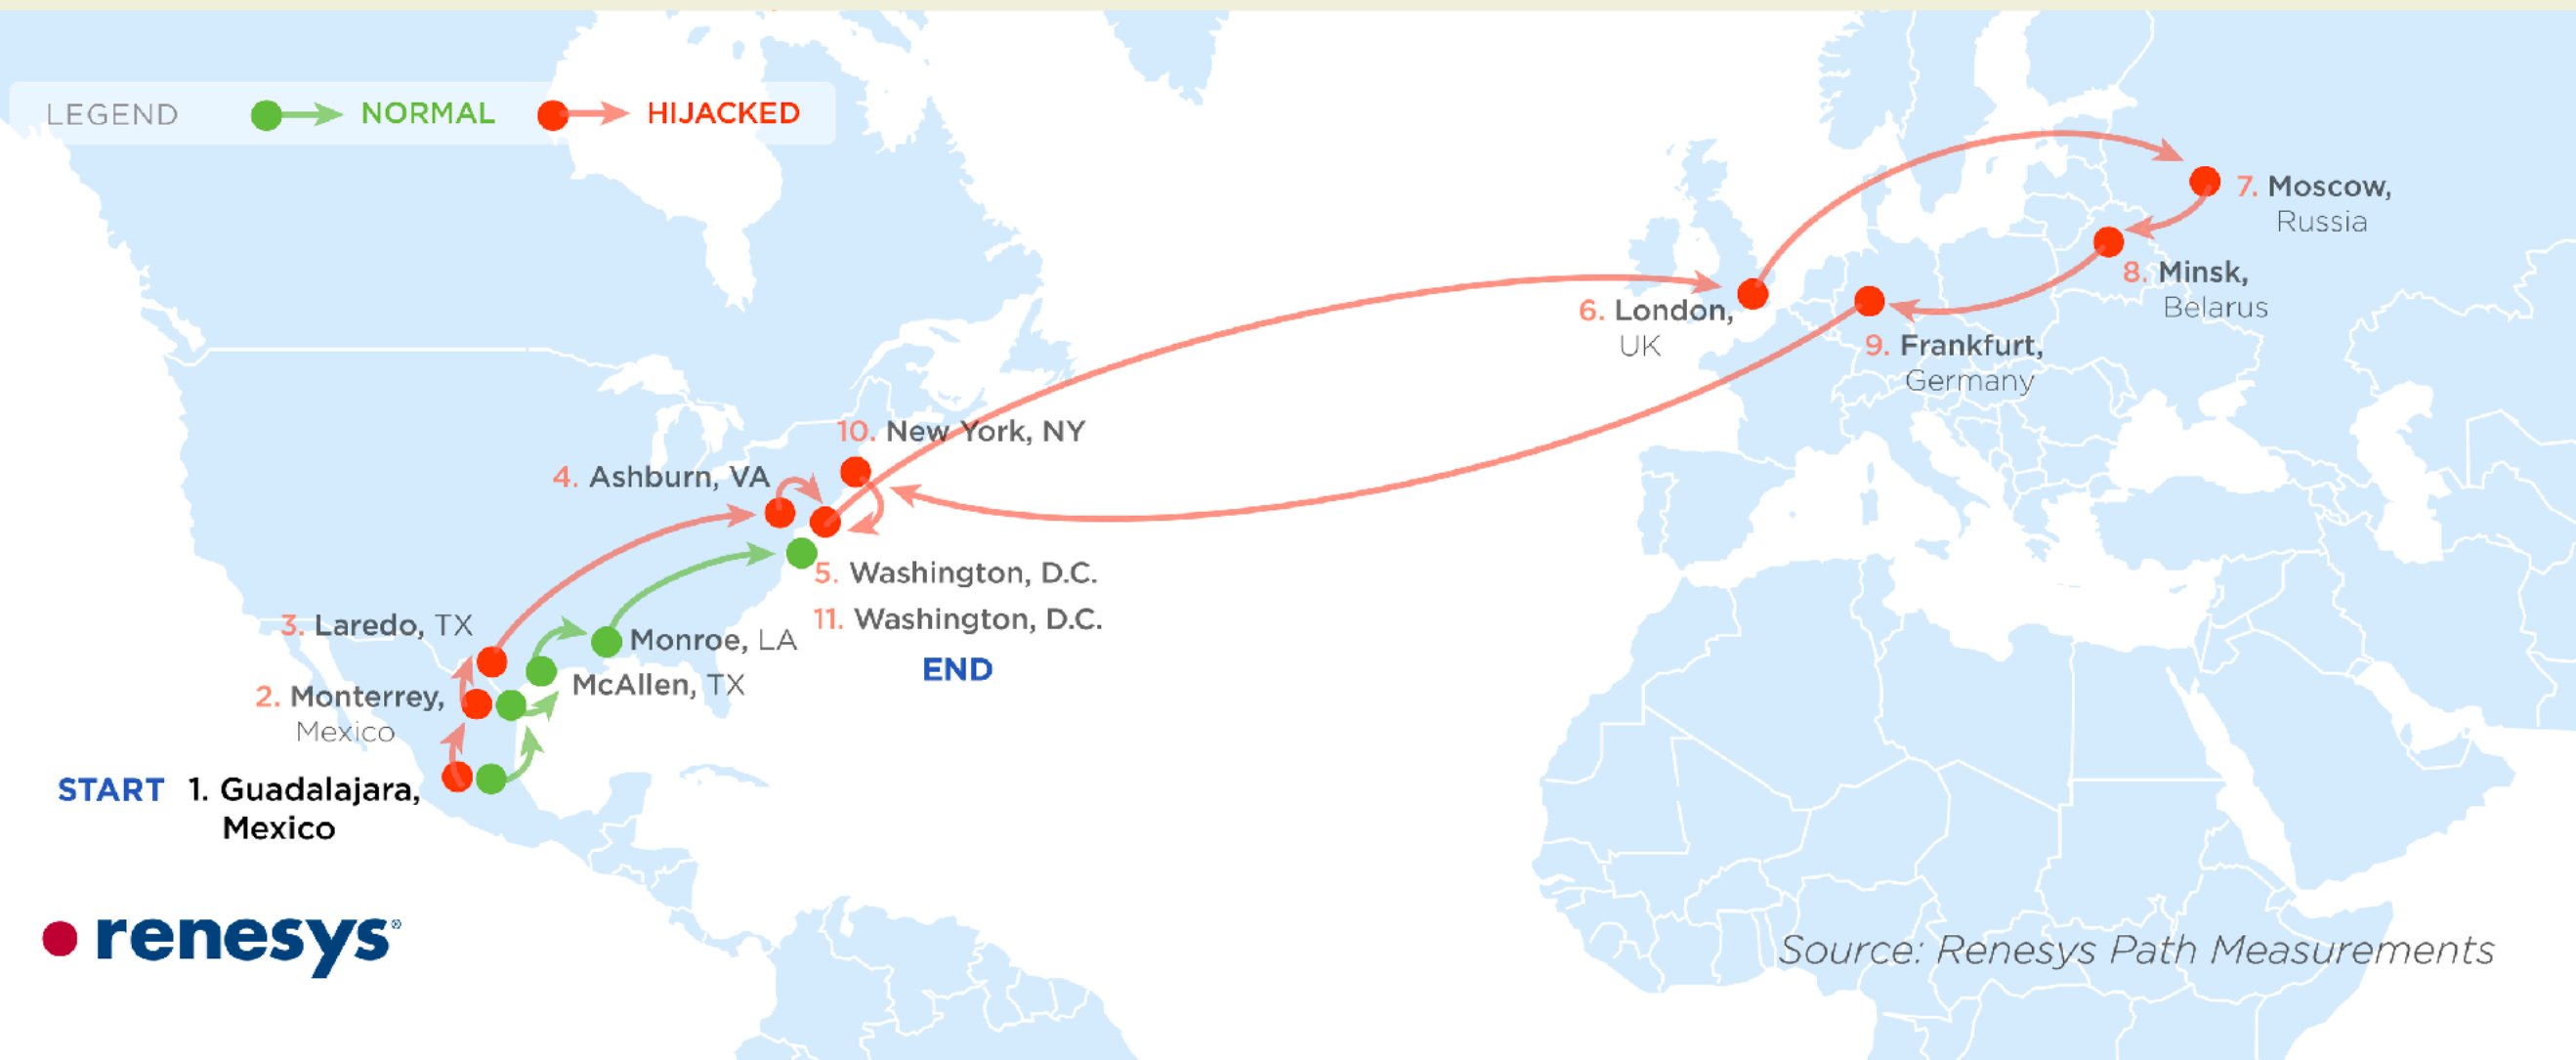 LEGEND NORMAL HIJACKED
7. Moscow,
Russia
8. Minsk,
Belarus
6. London,
UK
9. Frankfurt,
Germany
10. New York, NY
4. Ashburn, VA
5. Washington, D.C.
11. Washington, D.C.
END
3. Laredo, TX
Monroe, LA
McAllen, TX
2. Monterrey,
Mexico
START 1. Guadalajara,
Mexico
renesys®
Source: Renesys Path Measurements